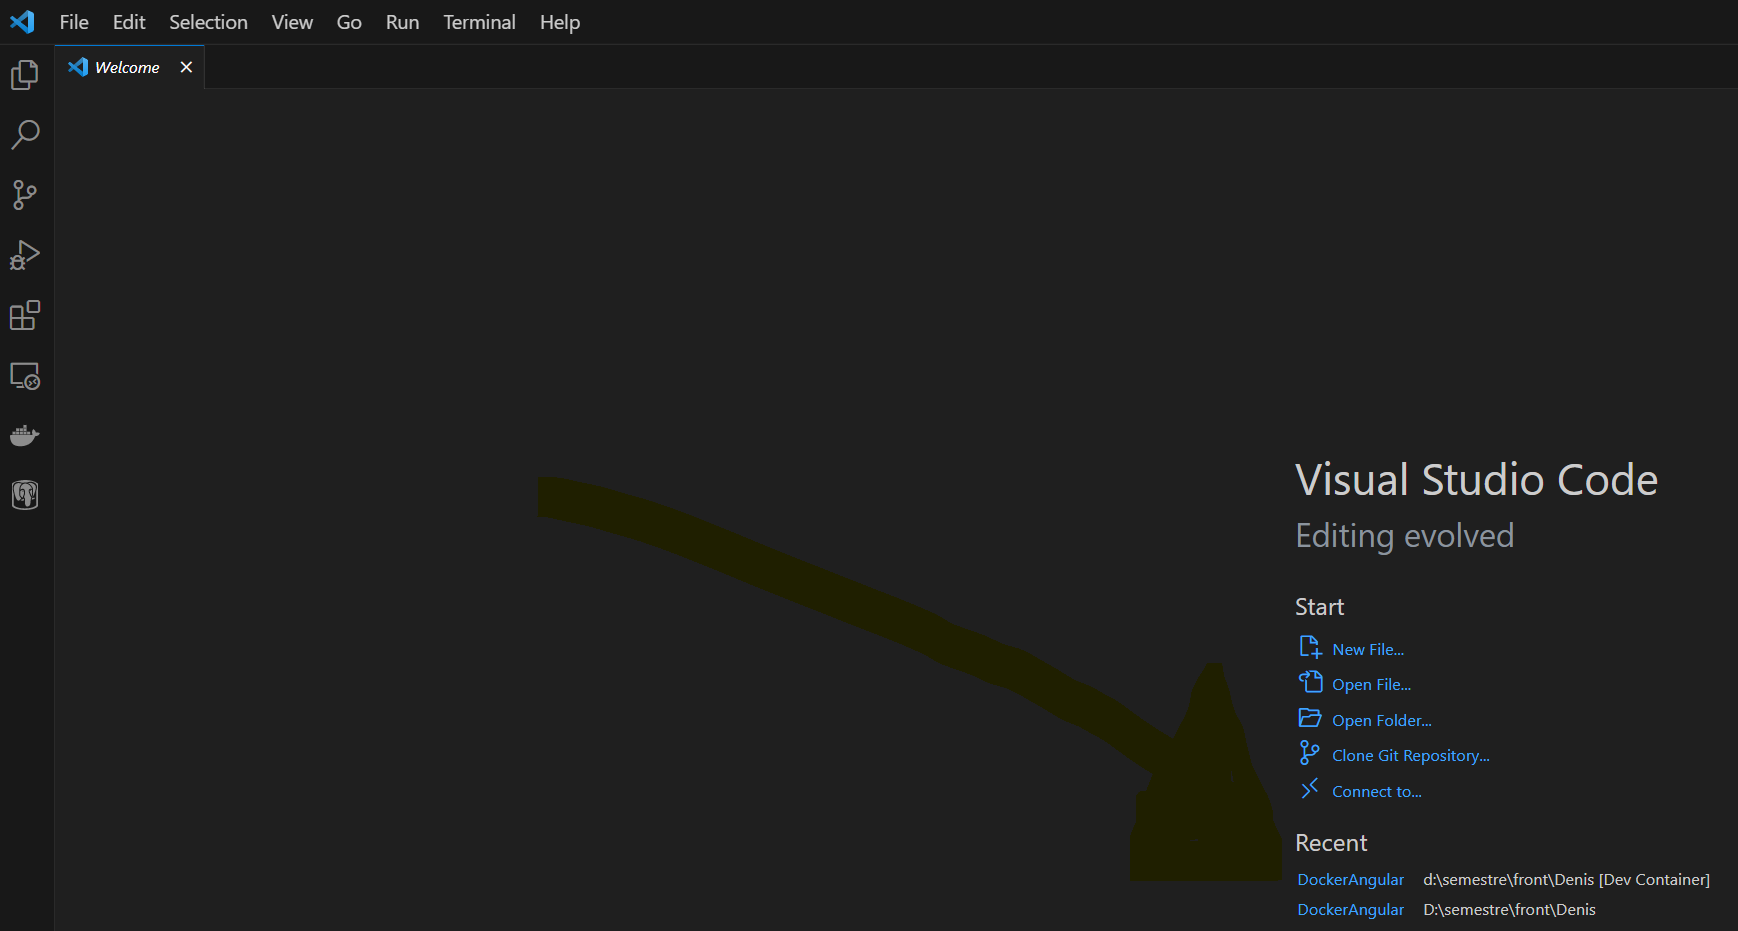 File Edit Selection View Go Run Terminal Help
Welcome
Visual Studio Code
Editing evolved
Start
New File...
Open File...
Open Folder...
Clone Git Repository...
Connect to...
Recent
DockerAngular d:\semestre\front\Denis [Dev Container]
DockerAngular D:\semestre\front\Denis